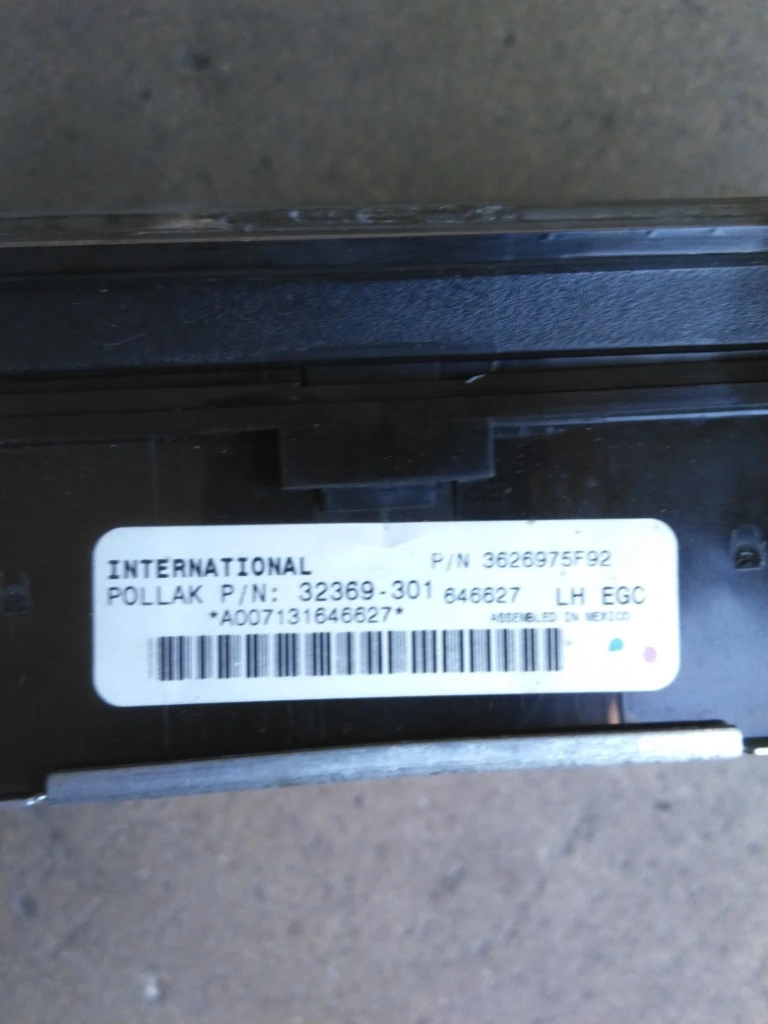 INTERNATIONAL P/N 3626975F92
POLLAK P/N: 32369-301 646627 LH EGC
*A007131646627* ASSEMBLED IN MEXICO